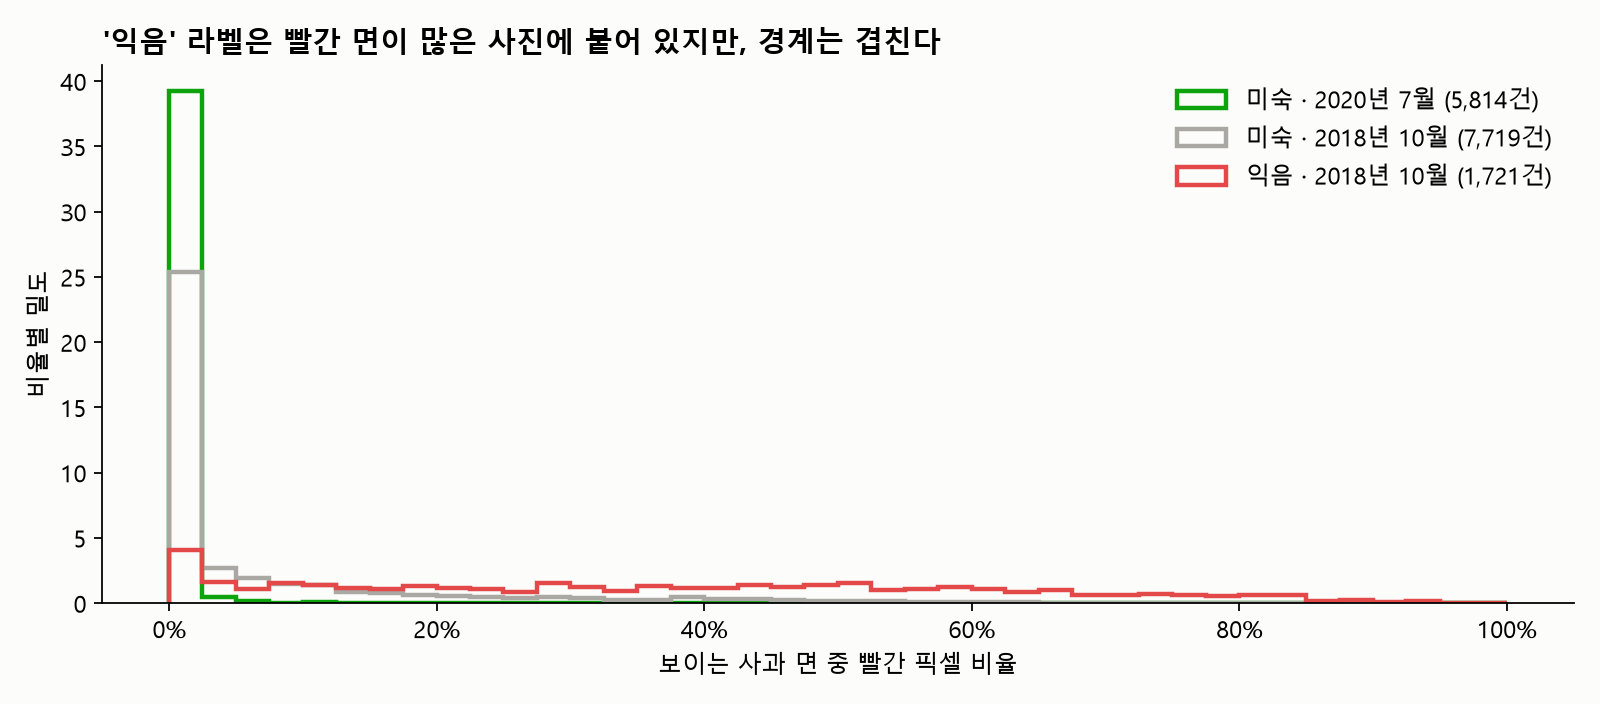 '익음' 라벨은 빨간 면이 많은 사진에 붙어 있지만, 경계는 겹친다
미숙 · 2020년 7월 (5,814건)
미숙 · 2018년 10월 (7,719건)
익음 · 2018년 10월 (1,721건)
비율별 밀도
40
35
30
25
20
15
10
5
0
0% 20% 40% 60% 80% 100%
보이는 사과 면 중 빨간 픽셀 비율